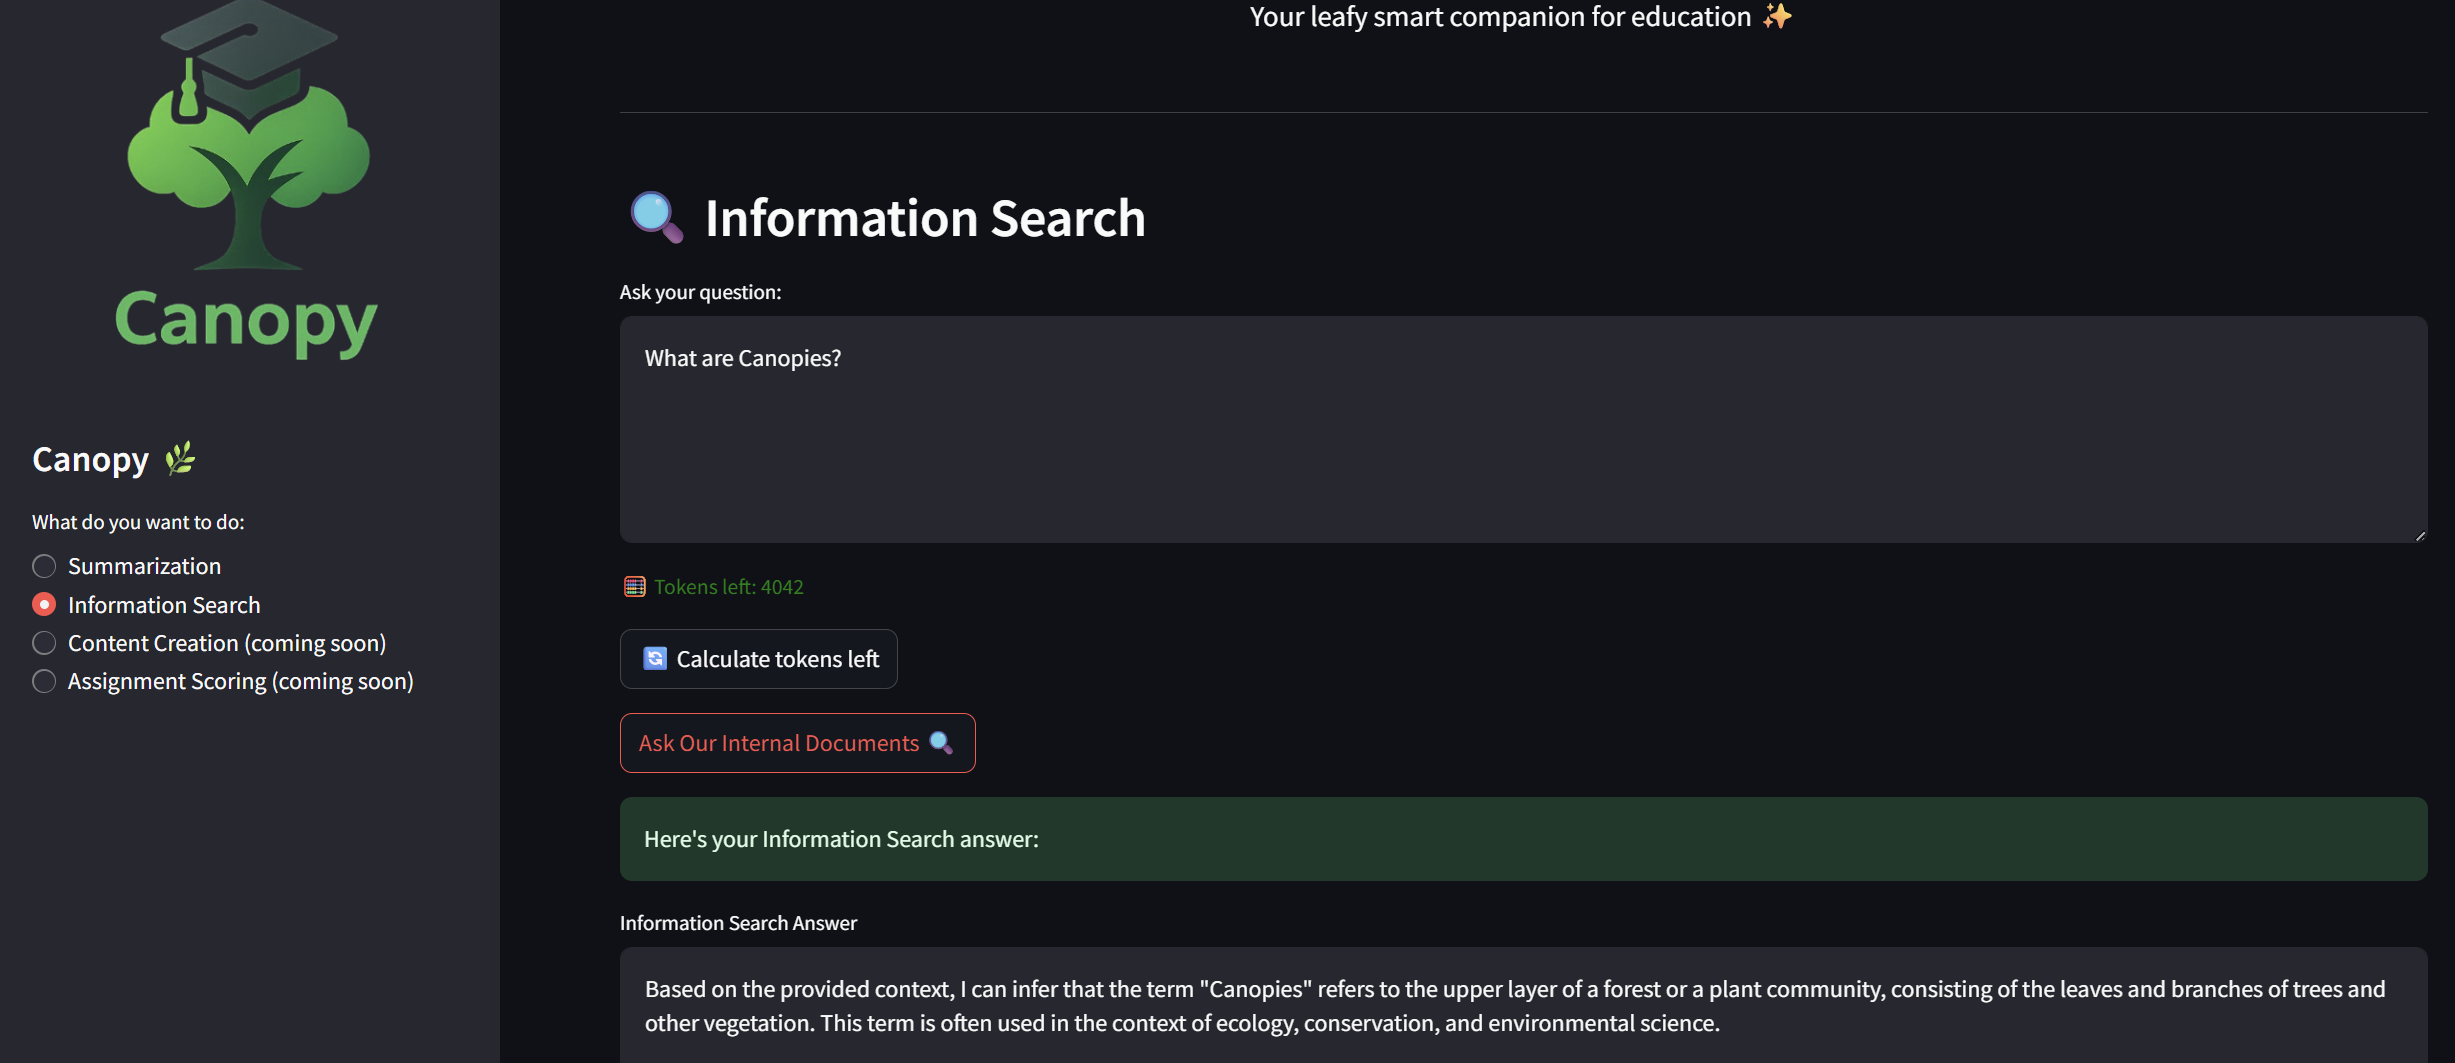 Canopy
Canopy 🌿
What do you want to do:
Summarization
Information Search
Content Creation (coming soon)
Assignment Scoring (coming soon)
Your leafy smart companion for education ✨
🔍 Information Search
Ask your question:
What are Canopies?
🧮 Tokens left: 4042
🔄 Calculate tokens left
Ask Our Internal Documents 🔍
Here's your Information Search answer:
Information Search Answer
Based on the provided context, I can infer that the term "Canopies" refers to the upper layer of a forest or a plant community, consisting of the leaves and branches of trees and
other vegetation. This term is often used in the context of ecology, conservation, and environmental science.